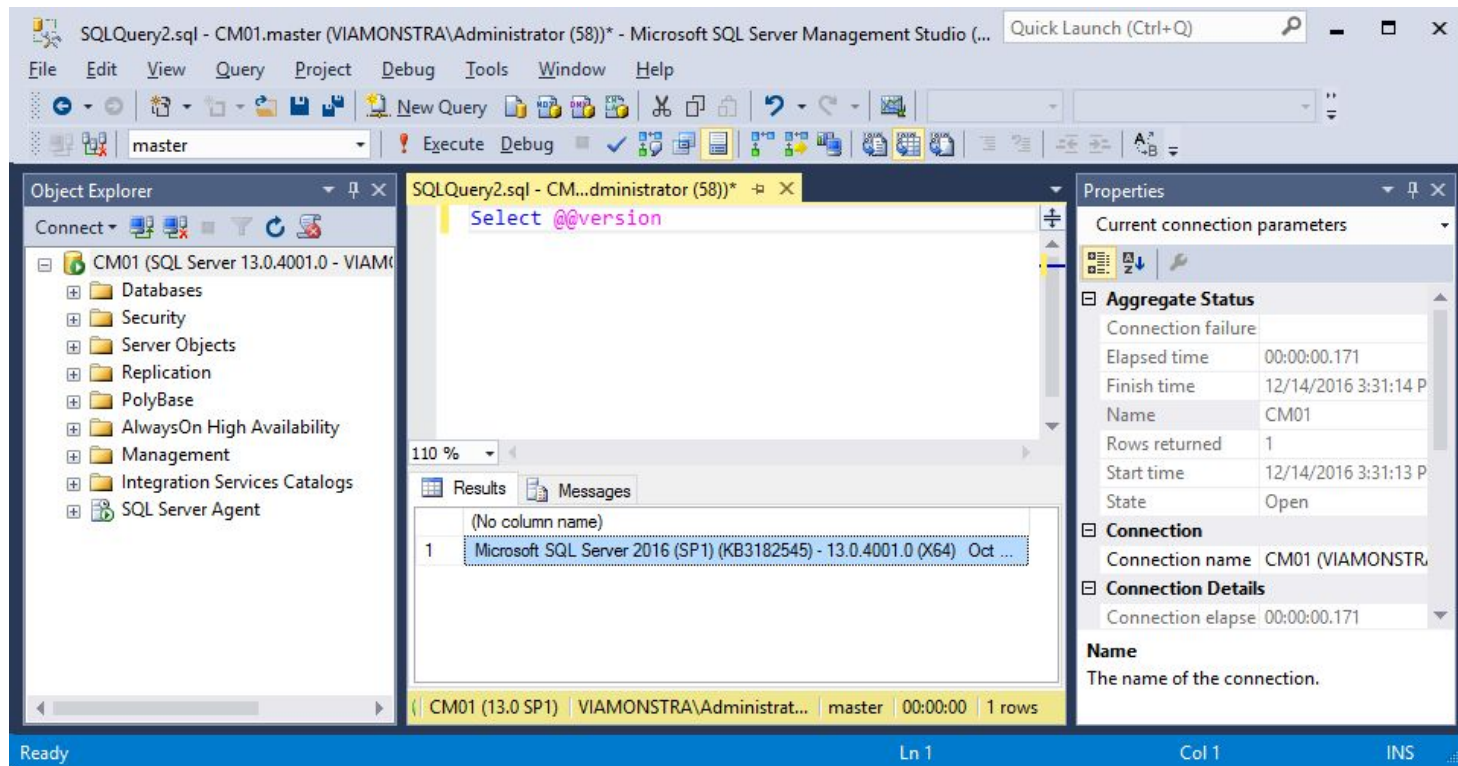 SQLQuery2.sql - CM01.master (VIAMONSTRA\Administrator (58))* - Microsoft SQL Server Management Studio (...
Quick Launch (Ctrl+Q)
File Edit View Query Project Debug Tools Window Help
New Query
master
Execute Debug
Object Explorer
Connect
CM01 (SQL Server 13.0.4001.0 - VIAM
Databases
Security
Server Objects
Replication
PolyBase
AlwaysOn High Availability
Management
Integration Services Catalogs
SQL Server Agent
SQLQuery2.sql - CM...dministrator (58))*
Select @@version
110 %
Results Messages
(No column name)
1 Microsoft SQL Server 2016 (SP1) (KB3182545) - 13.0.4001.0 (X64) Oct ...
CM01 (13.0 SP1) VIAMONSTRA\Administrat... master 00:00:00 1 rows
Properties
Current connection parameters
Aggregate Status
Connection failure
Elapsed time 00:00:00.171
Finish time 12/14/2016 3:31:14 P
Name CM01
Rows returned 1
Start time 12/14/2016 3:31:13 P
State Open
Connection
Connection name CM01 (VIAMONSTR
Connection Details
Connection elapse 00:00:00.171
Name
The name of the connection.
Ready Ln 1 Col 1 INS